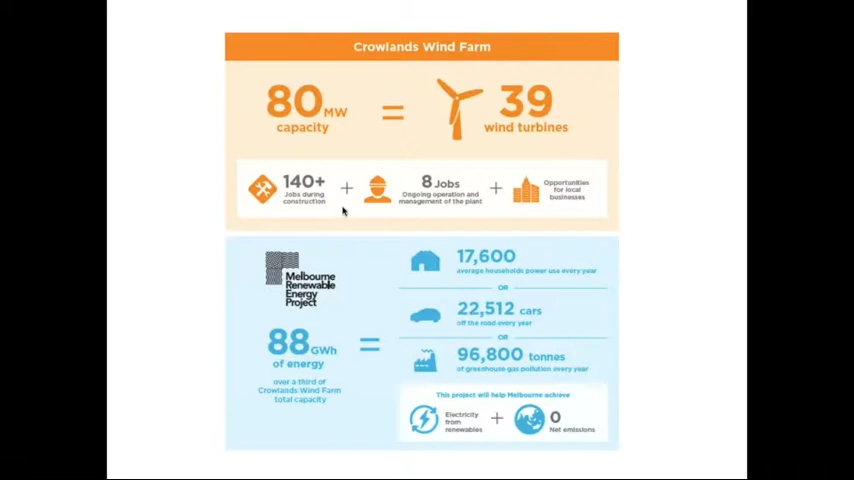 Crowlands Wind Farm
80 MW
capacity
=
39
wind turbines
140+
Jobs during
construction
+
8 Jobs
Ongoing operation and
management of the plant
+
Opportunities
for local
businesses
Melbourne
Renewable
Energy
Project
88 GWh
of energy
over a third of
Crowlands Wind Farm
total capacity
=
17,600
average households power use every year
OR
22,512 cars
off the road every year
OR
96,800 tonnes
of greenhouse gas pollution every year
This project will help Melbourne achieve
Electricity
from
renewables
+
0
Net emissions